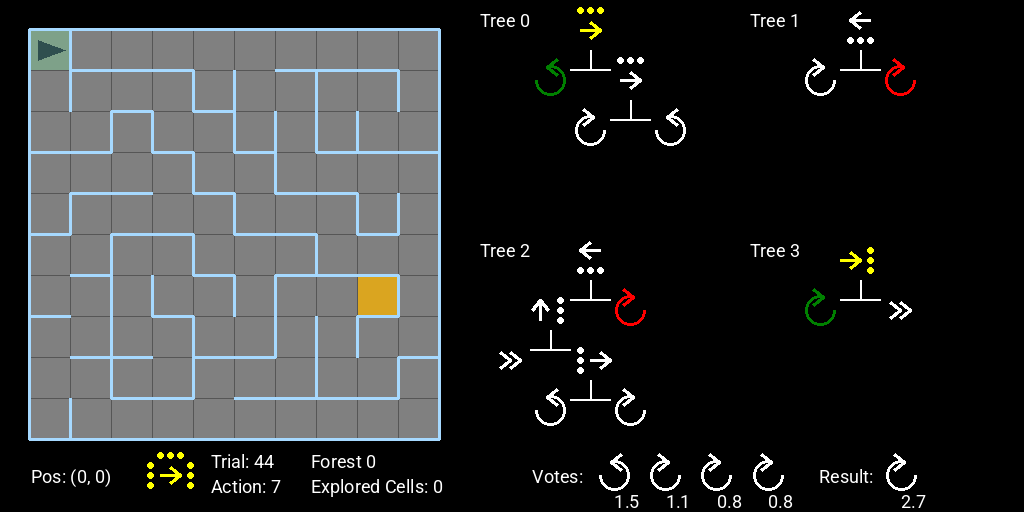 Tree 0
Tree 1
Tree 2
Tree 3
Pos: (0, 0)
Trial: 44
Forest 0
Action: 7
Explored Cells: 0
Votes:
1.5
1.1
0.8
0.8
Result:
2.7